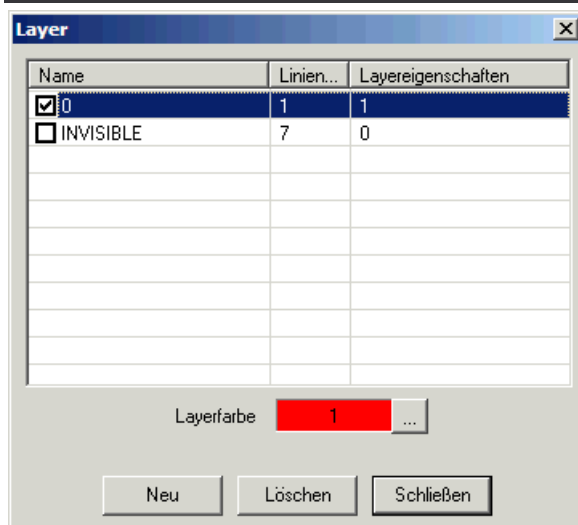 Layer
Name Linien... Layereigenschaften
0 1 1
INVISIBLE 7 0
Layerfarbe 1 ...
Neu Löschen Schließen